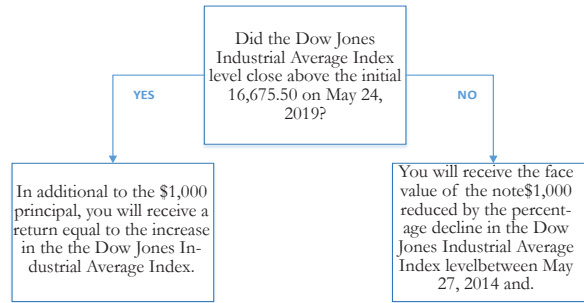 Did the Dow Jones
Industrial Average Index
level close above the initial
16,675.50 on May 24,
2019?
YES
NO
In additional to the $1,000
principal, you will receive a
return equal to the increase
in the the Dow Jones In-
dustrial Average Index.
You will receive the face
value of the note$1,000
reduced by the percent-
age decline in the Dow
Jones Industrial Average
Index levelbetween May
27, 2014 and.